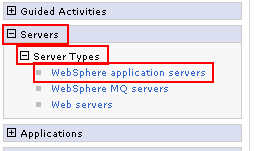 Guided Activities
Servers
Server Types
WebSphere application servers
WebSphere MQ servers
Web servers
Applications